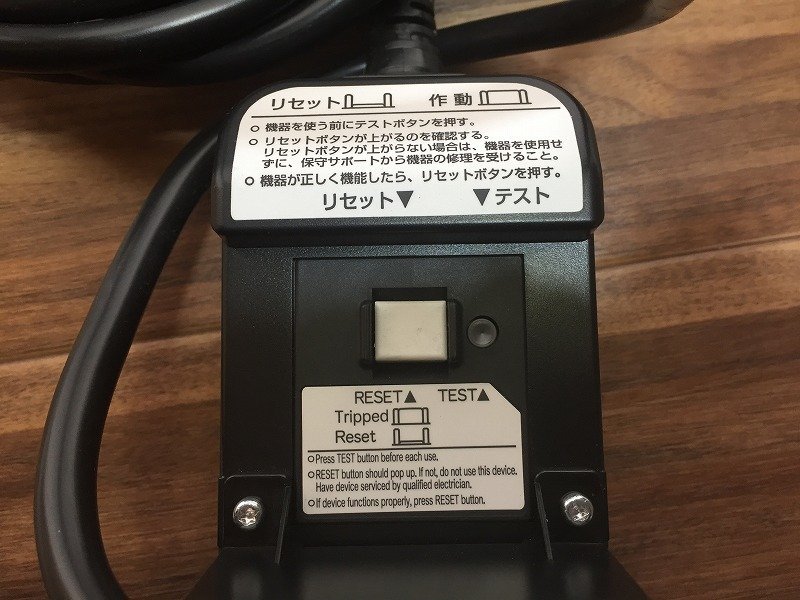 リセット 作動
○ 機器を使う前にテストボタンを押す。
○ リセットボタンが上がるのを確認する。
リセットボタンが上がらない場合は、機器を使用せ
ずに、保守サポートから機器の修理を受けること。
○ 機器が正しく機能したら、リセットボタンを押す。
リセット▼ ▼テスト
RESET▲ TEST▲
Tripped
Reset
○Press TEST button before each use.
○RESET button should pop up. If not, do not use this device.
Have device serviced by qualified electrician.
○If device functions properly, press RESET button.